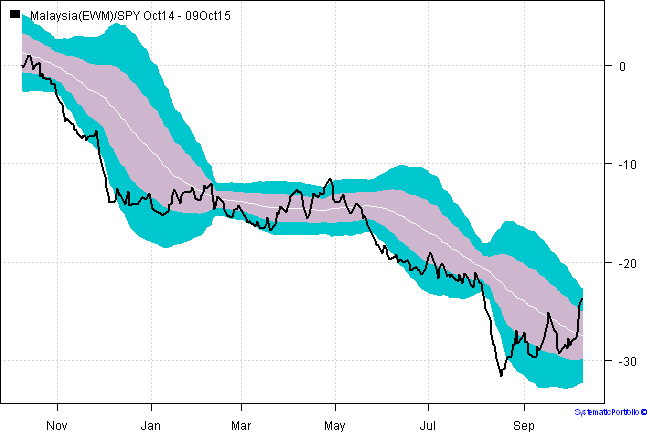 Malaysia(EWM)/SPY Oct14 - 09Oct15
0
-10
-20
-30
Nov Jan Mar May Jul Sep
SystematicPortfolio ©